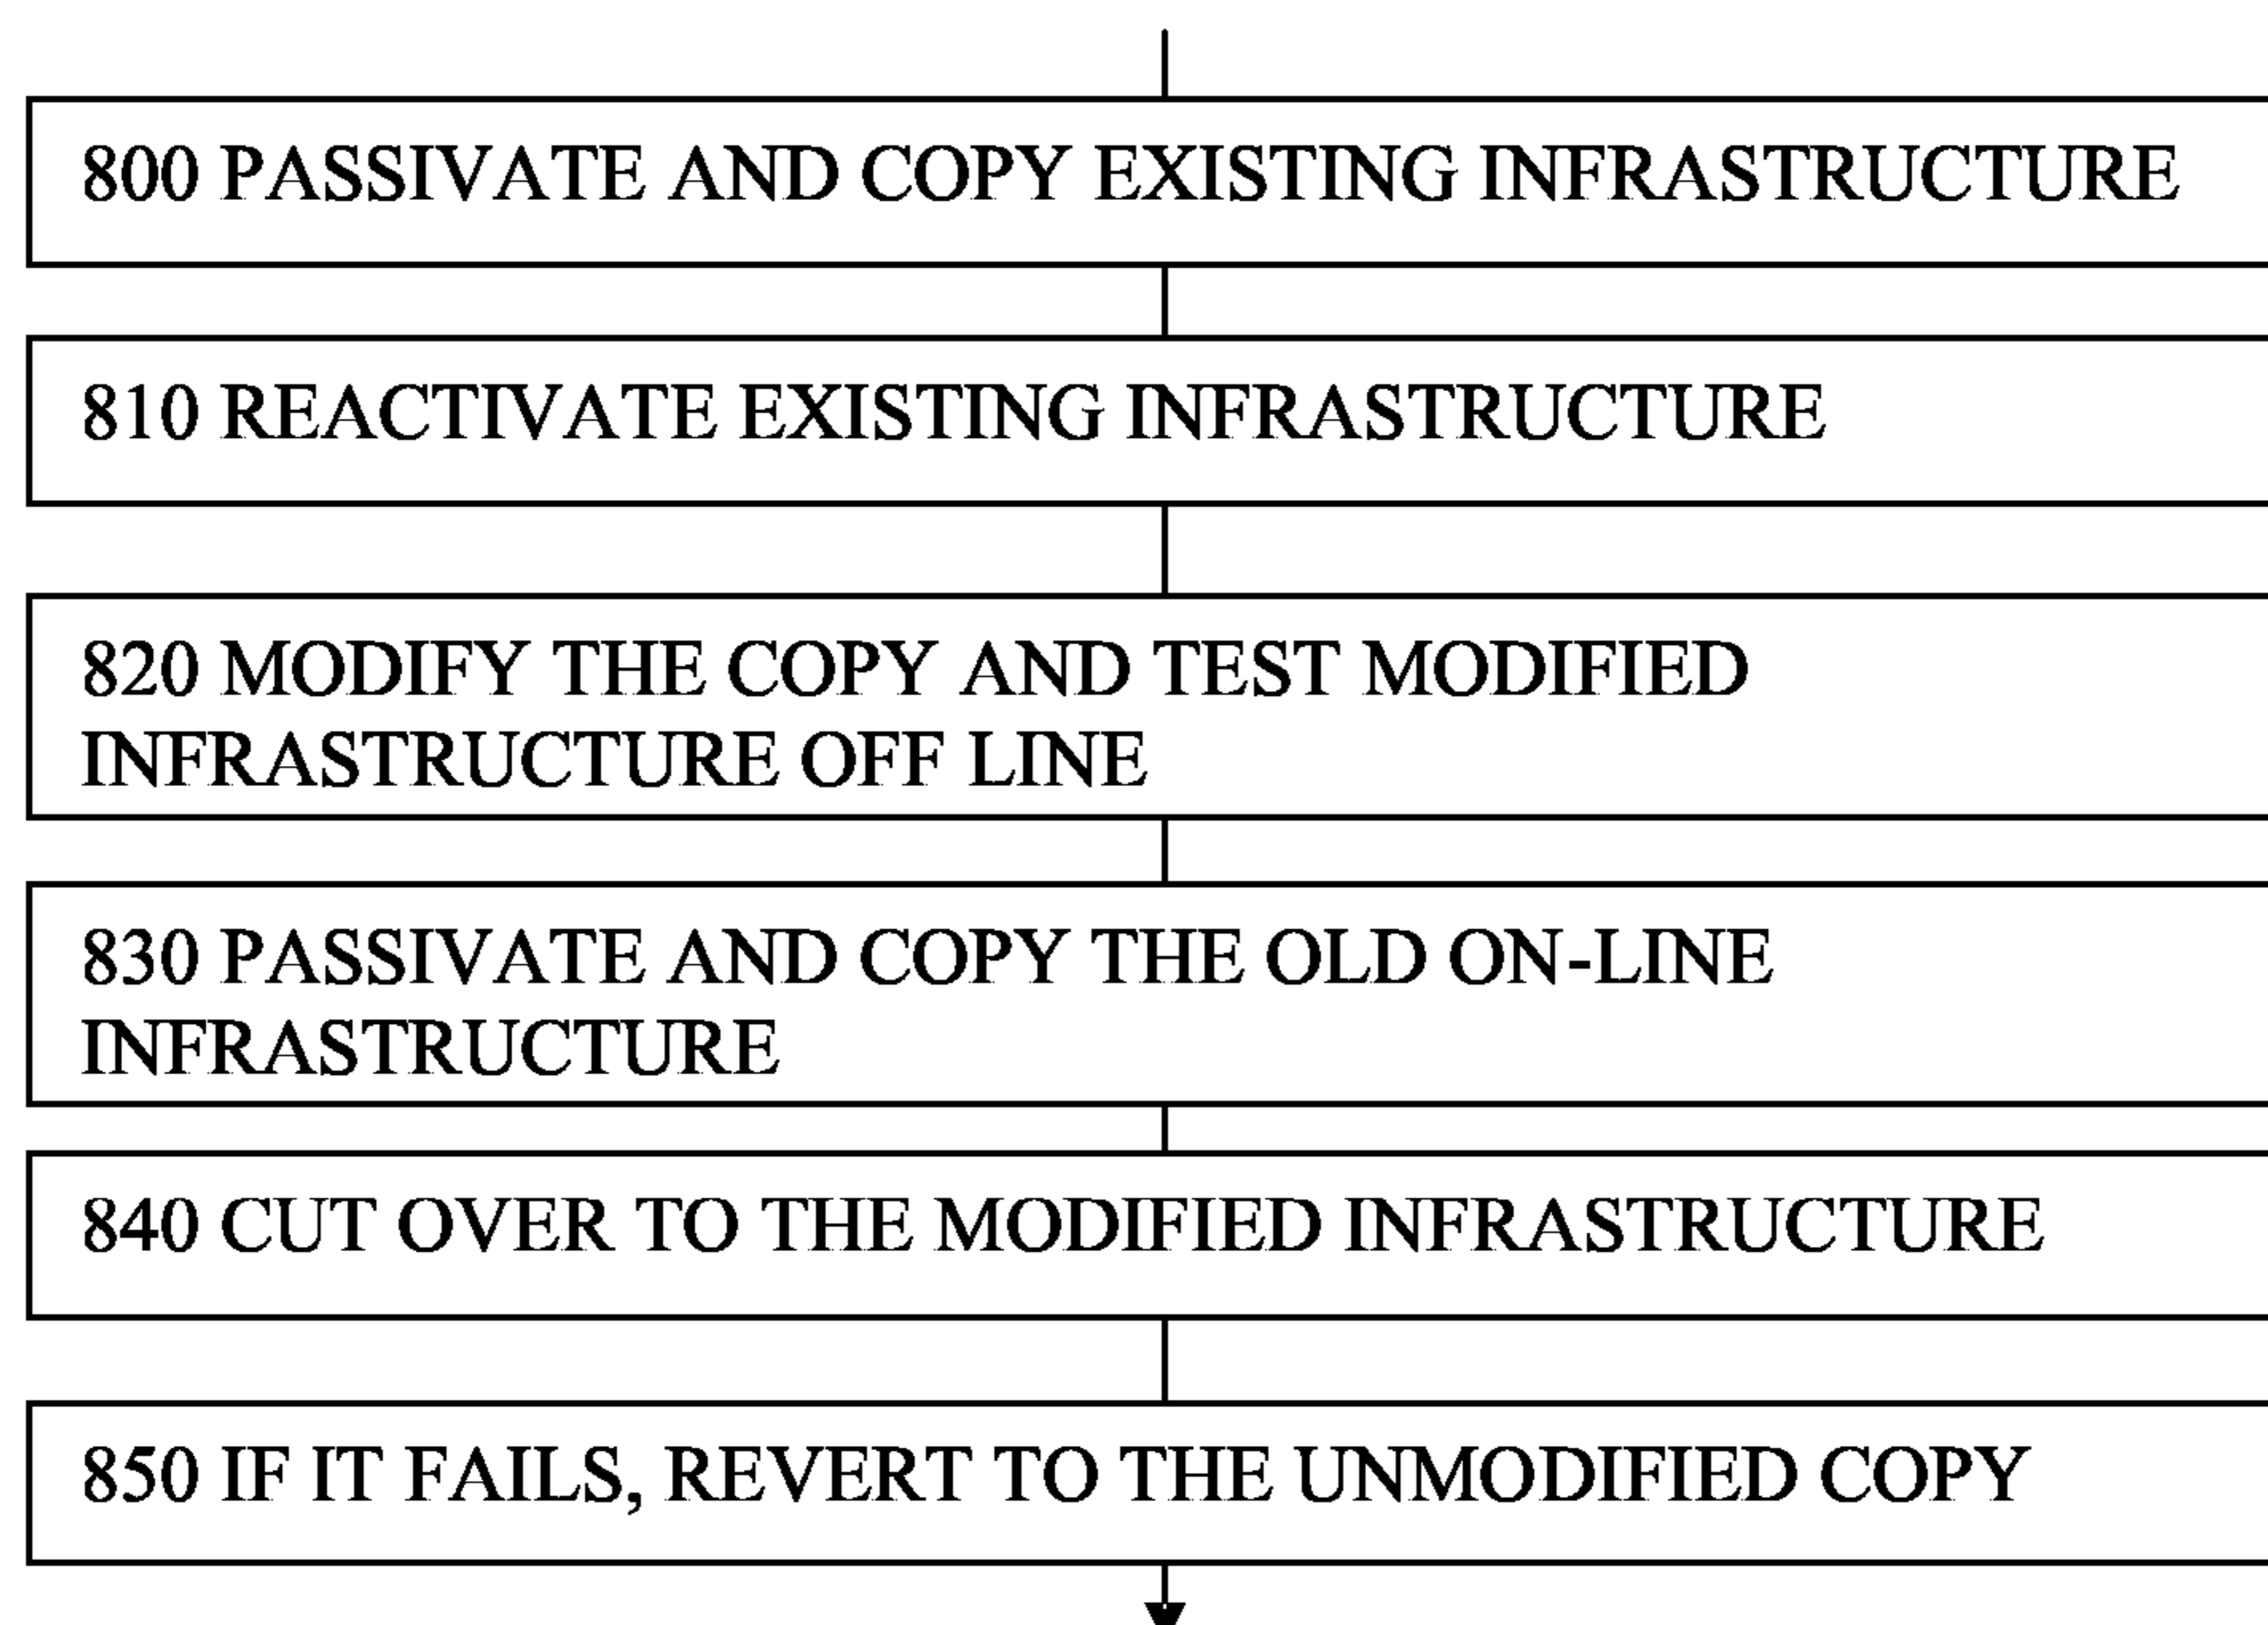 800 PASSIVATE AND COPY EXISTING INFRASTRUCTURE
810 REACTIVATE EXISTING INFRASTRUCTURE
820 MODIFY THE COPY AND TEST MODIFIED
INFRASTRUCTURE OFF LINE
830 PASSIVATE AND COPY THE OLD ON-LINE
INFRASTRUCTURE
840 CUT OVER TO THE MODIFIED INFRASTRUCTURE
850 IF IT FAILS, REVERT TO THE UNMODIFIED COPY